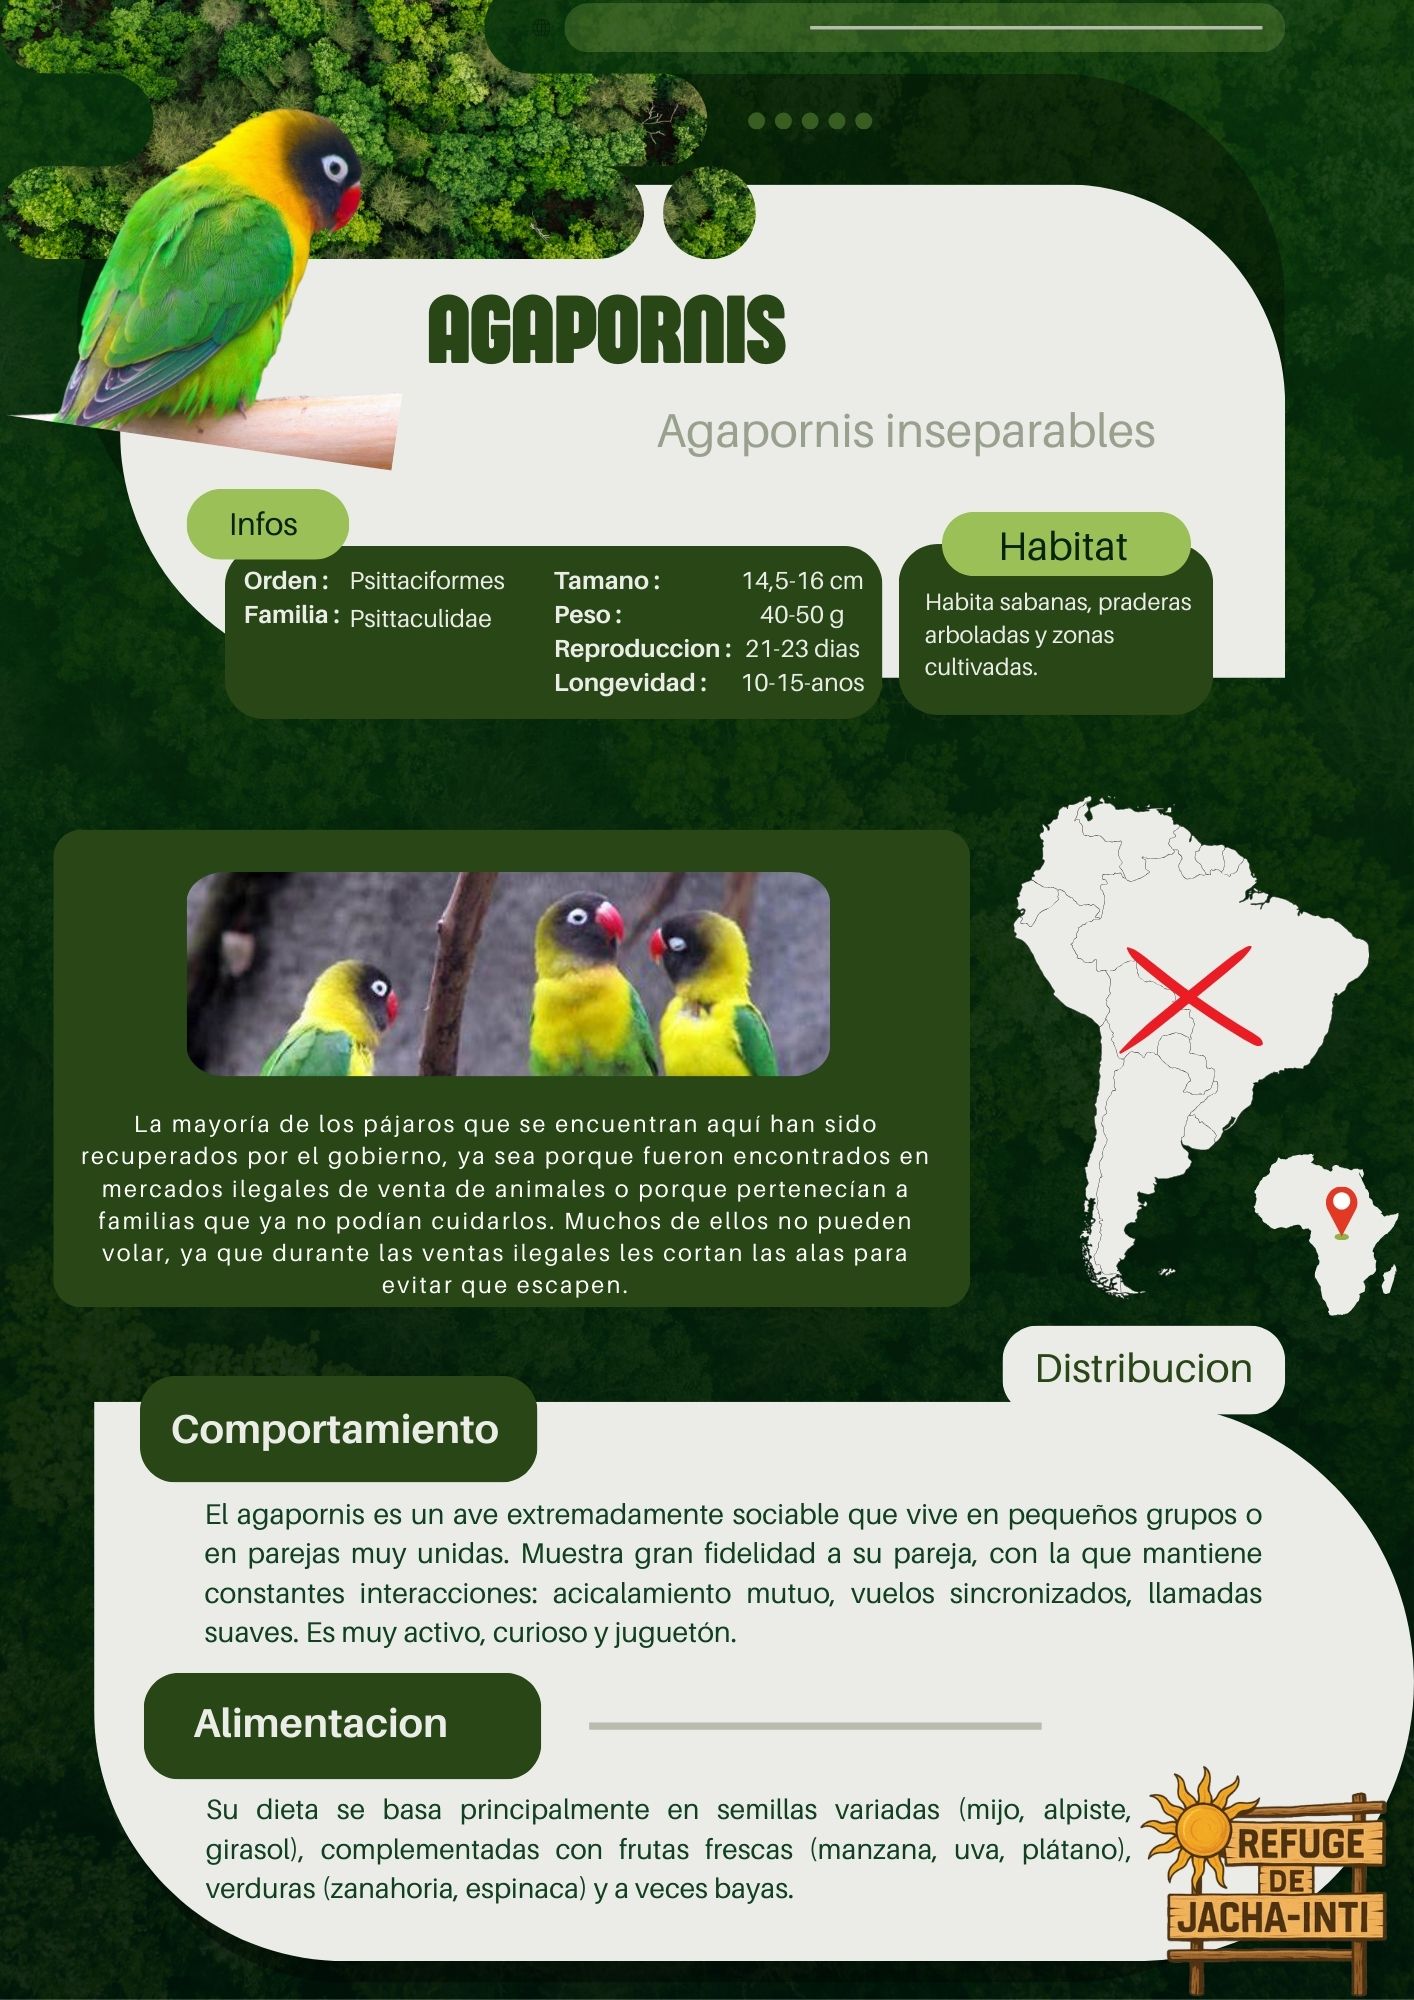 AGAPORNIS
Agapornis inseparables
Infos
Orden : Psittaciformes
Familia : Psittaculidae
Tamano : 14,5-16 cm
Peso : 40-50 g
Reproduccion : 21-23 dias
Longevidad : 10-15-anos
Habitat
Habita sabanas, praderas
arboladas y zonas
cultivadas.
La mayoría de los pájaros que se encuentran aquí han sido
recuperados por el gobierno, ya sea porque fueron encontrados en
mercados ilegales de venta de animales o porque pertenecían a
familias que ya no podían cuidarlos. Muchos de ellos no pueden
volar, ya que durante las ventas ilegales les cortan las alas para
evitar que escapen.
Distribucion
Comportamiento
El agapornis es un ave extremadamente sociable que vive en pequeños grupos o
en parejas muy unidas. Muestra gran fidelidad a su pareja, con la que mantiene
constantes interacciones: acicalamiento mutuo, vuelos sincronizados, llamadas
suaves. Es muy activo, curioso y juguetón.
Alimentacion
Su dieta se basa principalmente en semillas variadas (mijo, alpiste,
girasol), complementadas con frutas frescas (manzana, uva, plátano),
verduras (zanahoria, espinaca) y a veces bayas.
REFUGE
DE
JACHA-INTI